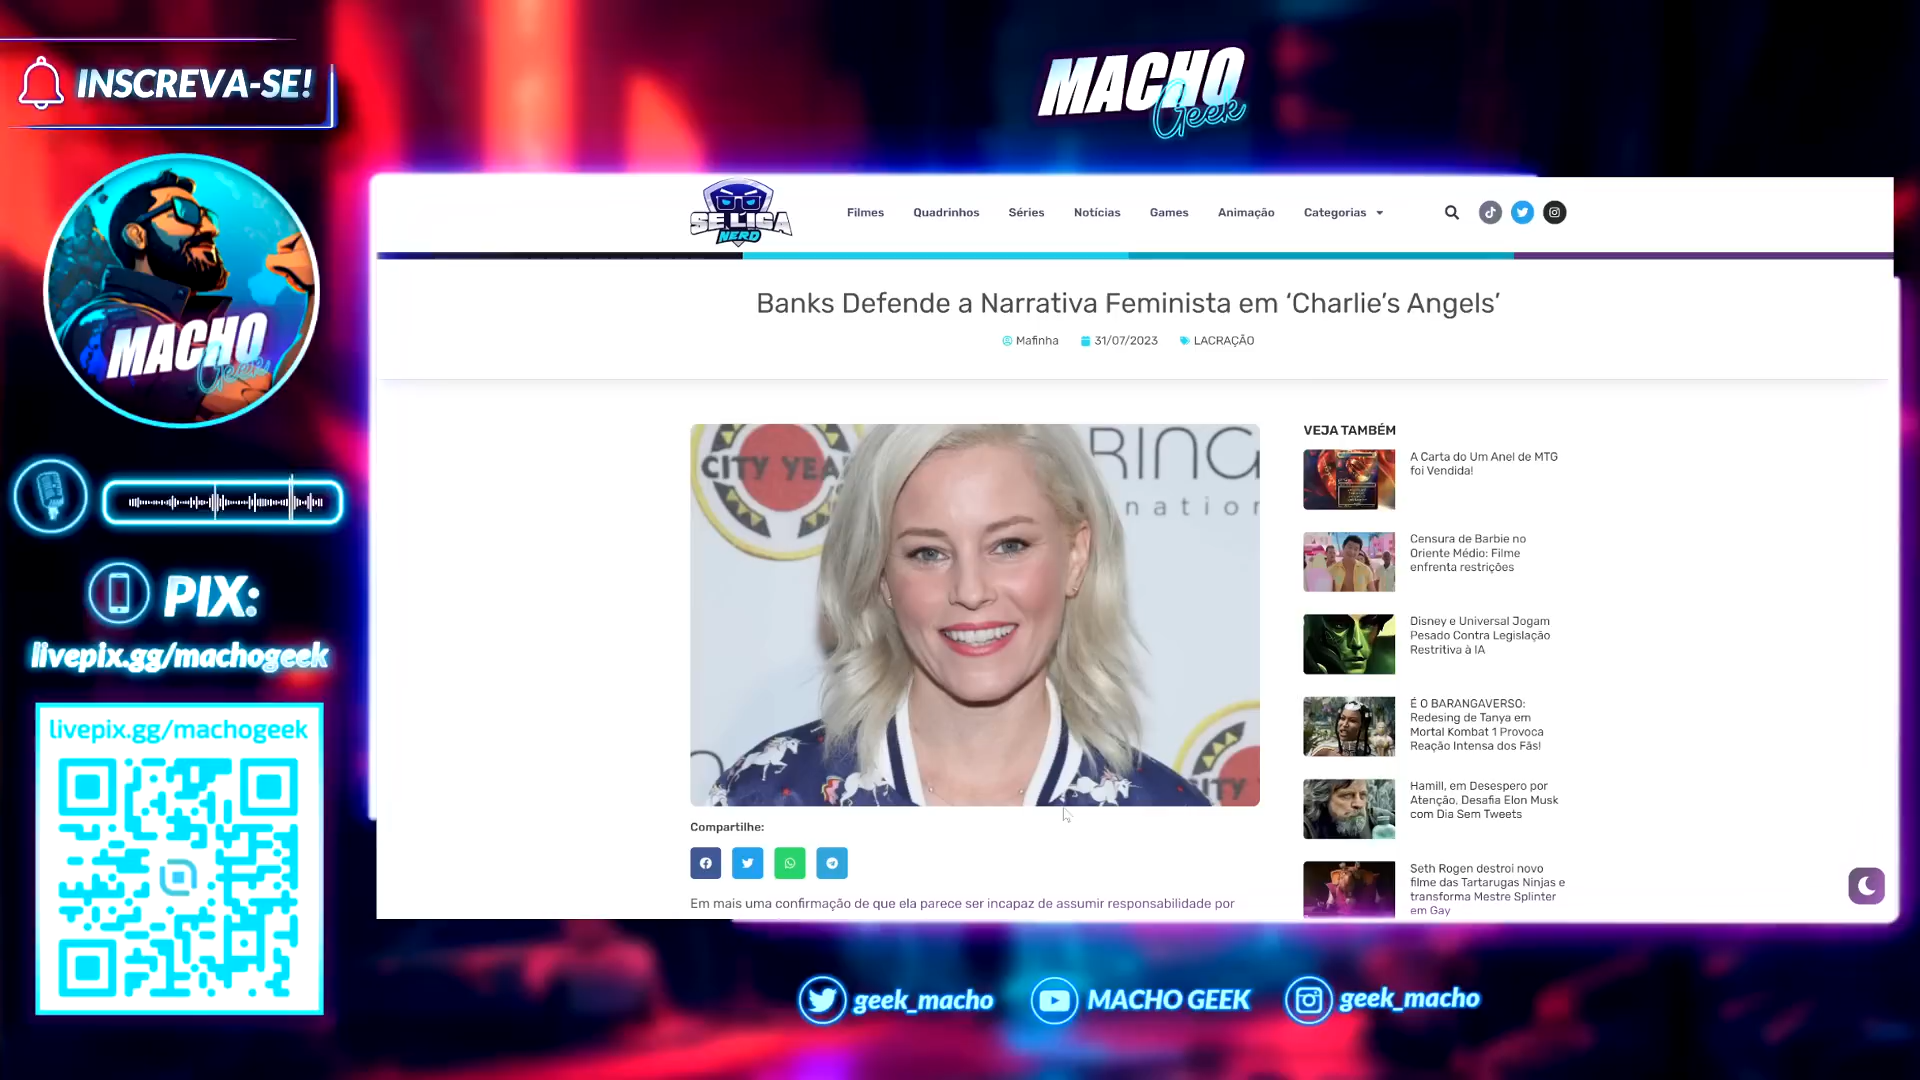 INSCREVA-SE!
MACHO
Geek
MACHO
Geek
PIX:
livepix.gg/machogeek
livepix.gg/machogeek
SE LIGA
NERD
Filmes
Quadrinhos
Séries
Notícias
Games
Animação
Categorias
Banks Defende a Narrativa Feminista em ‘Charlie’s Angels’
Mafinha
31/07/2023
LACRAÇÃO
CITY YEA
RING
nation
CITY Y
Compartilhe:
Em mais uma confirmação de que ela parece ser incapaz de assumir responsabilidade por
VEJA TAMBÉM
A Carta do Um Anel de MTG
foi Vendida!
Censura de Barbie no
Oriente Médio: Filme
enfrenta restrições
Disney e Universal Jogam
Pesado Contra Legislação
Restritiva à IA
É O BARANGAVERSO:
Redesing de Tanya em
Mortal Kombat 1 Provoca
Reação Intensa dos Fãs!
Hamill, em Desespero por
Atenção, Desafia Elon Musk
com Dia Sem Tweets
Seth Rogen destroi novo
filme das Tartarugas Ninjas e
transforma Mestre Splinter
em Gay
geek_macho
MACHO GEEK
geek_macho